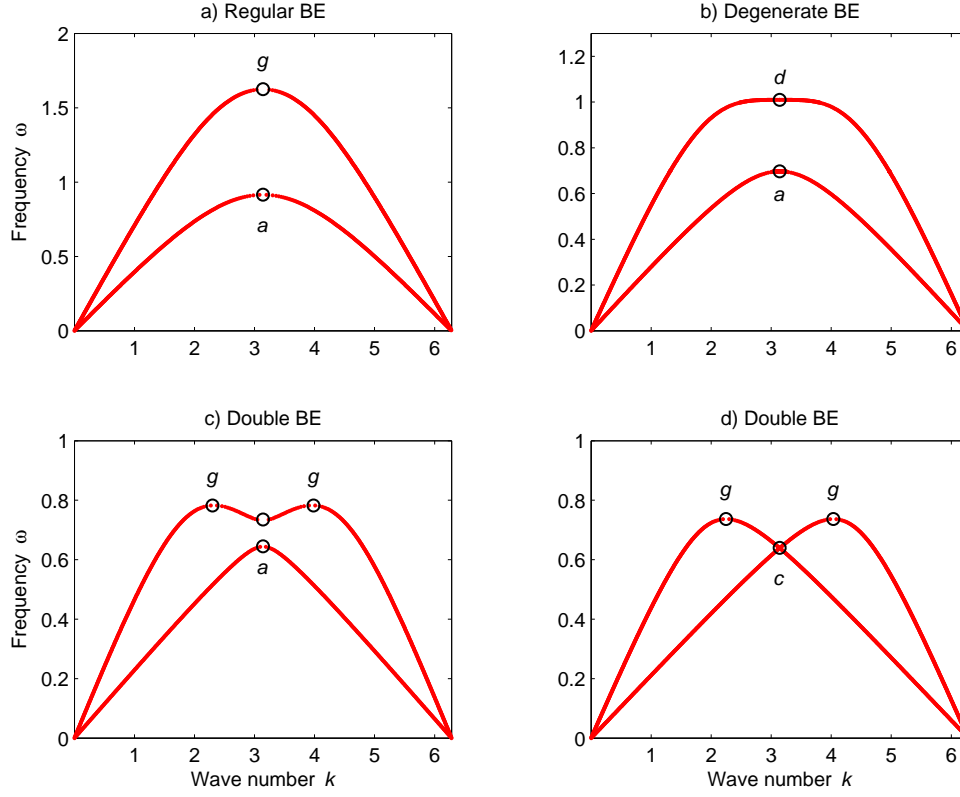 a) Regular BE
b) Degenerate BE
2
1.5
1
0.5
0
Frequency ω
g
a
1 2 3 4 5 6
1.2
1
0.8
0.6
0.4
0.2
0
d
a
1 2 3 4 5 6
c) Double BE
d) Double BE
1
0.8
0.6
0.4
0.2
0
Frequency ω
g g
a
1 2 3 4 5 6
Wave number k
1
0.8
0.6
0.4
0.2
0
g g
c
1 2 3 4 5 6
Wave number k